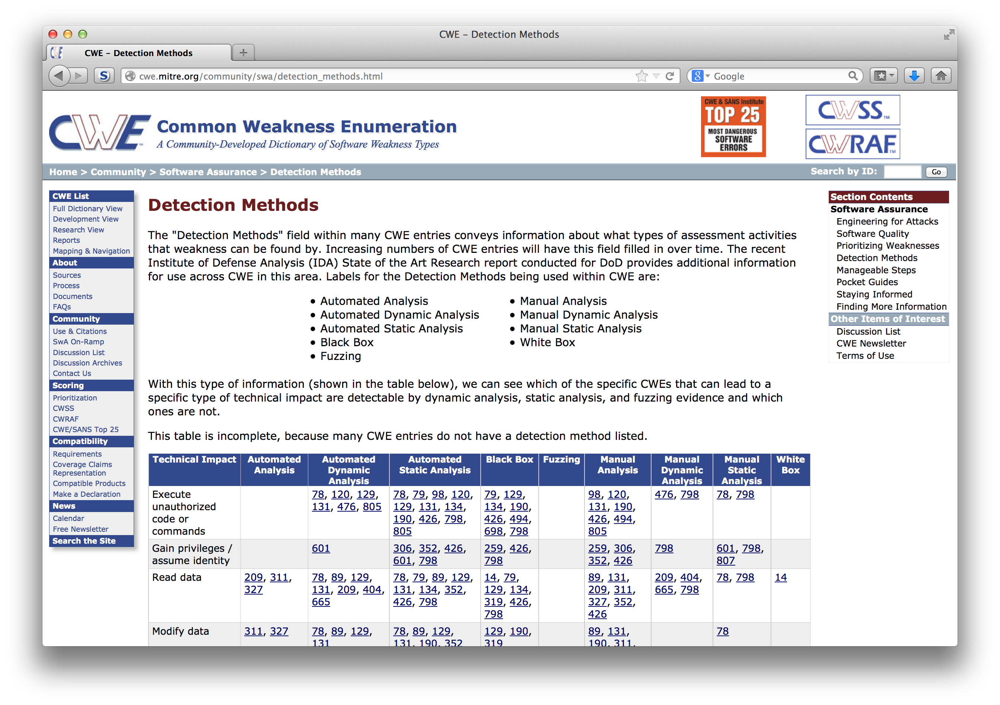 CWE – Detection Methods
CWE – Detection Methods
cwe.mitre.org/community/swa/detection_methods.html
Google
CWE™
Common Weakness Enumeration
A Community-Developed Dictionary of Software Weakness Types
CWE & SANS Institute
TOP 25
MOST DANGEROUS
SOFTWARE
ERRORS
CWSS™
CWRAF™
Home > Community > Software Assurance > Detection Methods
Search by ID:
Go
CWE List
Full Dictionary View
Development View
Research View
Reports
Mapping & Navigation
About
Sources
Process
Documents
FAQs
Community
Use & Citations
SwA On-Ramp
Discussion List
Discussion Archives
Contact Us
Scoring
Prioritization
CWSS
CWRAF
CWE/SANS Top 25
Compatibility
Requirements
Coverage Claims
Representation
Compatible Products
Make a Declaration
News
Calendar
Free Newsletter
Search the Site
Detection Methods
The "Detection Methods" field within many CWE entries conveys information about what types of assessment activities
that weakness can be found by. Increasing numbers of CWE entries will have this field filled in over time. The recent
Institute of Defense Analysis (IDA) State of the Art Research report conducted for DoD provides additional information
for use across CWE in this area. Labels for the Detection Methods being used within CWE are:
• Automated Analysis
• Automated Dynamic Analysis
• Automated Static Analysis
• Black Box
• Fuzzing
• Manual Analysis
• Manual Dynamic Analysis
• Manual Static Analysis
• White Box
With this type of information (shown in the table below), we can see which of the specific CWEs that can lead to a
specific type of technical impact are detectable by dynamic analysis, static analysis, and fuzzing evidence and which
ones are not.
This table is incomplete, because many CWE entries do not have a detection method listed.
Technical Impact
Automated
Analysis
Automated
Dynamic
Analysis
Automated
Static Analysis
Black Box
Fuzzing
Manual
Analysis
Manual
Dynamic
Analysis
Manual
Static
Analysis
White
Box
Execute
unauthorized
code or
commands
78, 120, 129,
131, 476, 805
78, 79, 98, 120,
129, 131, 134,
190, 426, 798,
805
79, 129,
134, 190,
426, 494,
698, 798
98, 120,
131, 190,
426, 494,
805
476, 798
78, 798
Gain privileges /
assume identity
601
306, 352, 426,
601, 798
259, 426,
798
259, 306,
352, 426
798
601, 798,
807
Read data
209, 311,
327
78, 89, 129,
131, 209, 404,
665
78, 79, 89, 129,
131, 134, 352,
426, 798
14, 79,
129, 134,
319, 426,
798
89, 131,
209, 311,
327, 352,
426
209, 404,
665, 798
78, 798
14
Modify data
311, 327
78, 89, 129,
131
78, 89, 129,
131, 190, 352
129, 190,
319
89, 131,
190, 311,
78
Section Contents
Software Assurance
Engineering for Attacks
Software Quality
Prioritizing Weaknesses
Detection Methods
Manageable Steps
Pocket Guides
Staying Informed
Finding More Information
Other Items of Interest
Discussion List
CWE Newsletter
Terms of Use